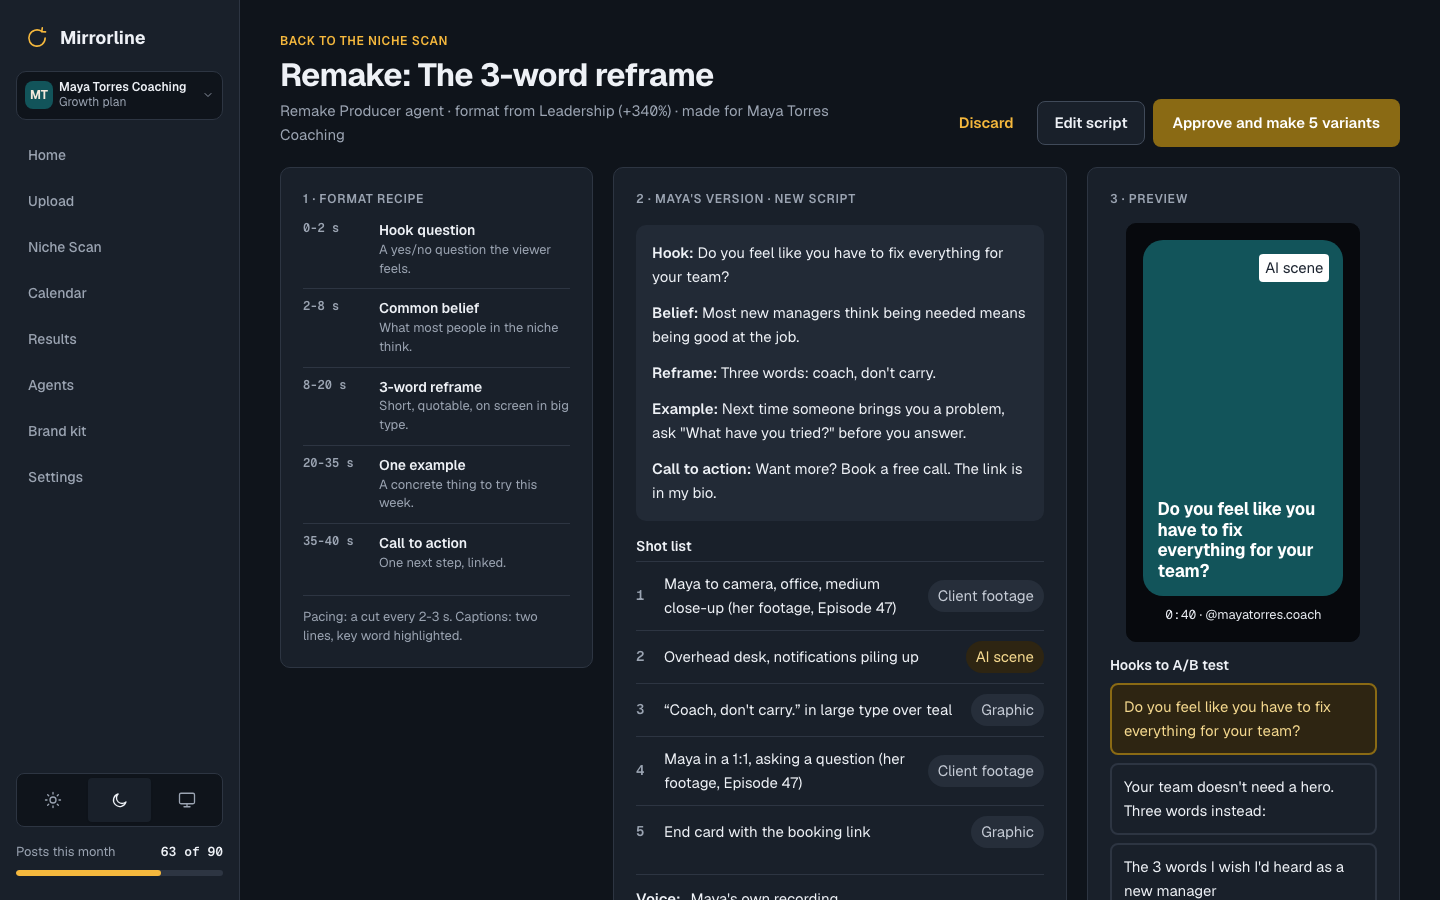 Mirrorline
MT
Maya Torres Coaching
Growth plan
Home
Upload
Niche Scan
Calendar
Results
Agents
Brand kit
Settings
Posts this month
63 of 90
BACK TO THE NICHE SCAN
Remake: The 3-word reframe
Remake Producer agent · format from Leadership (+340%) · made for Maya Torres
Coaching
Discard
Edit script
Approve and make 5 variants
1 · FORMAT RECIPE
0-2 s
Hook question
A yes/no question the viewer
feels.
2-8 s
Common belief
What most people in the niche
think.
8-20 s
3-word reframe
Short, quotable, on screen in big
type.
20-35 s
One example
A concrete thing to try this
week.
35-40 s
Call to action
One next step, linked.
Pacing: a cut every 2-3 s. Captions: two
lines, key word highlighted.
2 · MAYA'S VERSION · NEW SCRIPT
Hook: Do you feel like you have to fix everything for
your team?
Belief: Most new managers think being needed means
being good at the job.
Reframe: Three words: coach, don't carry.
Example: Next time someone brings you a problem,
ask "What have you tried?" before you answer.
Call to action: Want more? Book a free call. The link is
in my bio.
Shot list
1
Maya to camera, office, medium
close-up (her footage, Episode 47)
Client footage
2
Overhead desk, notifications piling up
AI scene
3
“Coach, don't carry.” in large type over teal
Graphic
4
Maya in a 1:1, asking a question (her
footage, Episode 47)
Client footage
5
End card with the booking link
Graphic
Voice: Maya's own recording
3 · PREVIEW
AI scene
Do you feel like you
have to fix
everything for your
team?
0:40 · @mayatorres.coach
Hooks to A/B test
Do you feel like you have to fix
everything for your team?
Your team doesn't need a hero.
Three words instead:
The 3 words I wish I'd heard as a
new manager